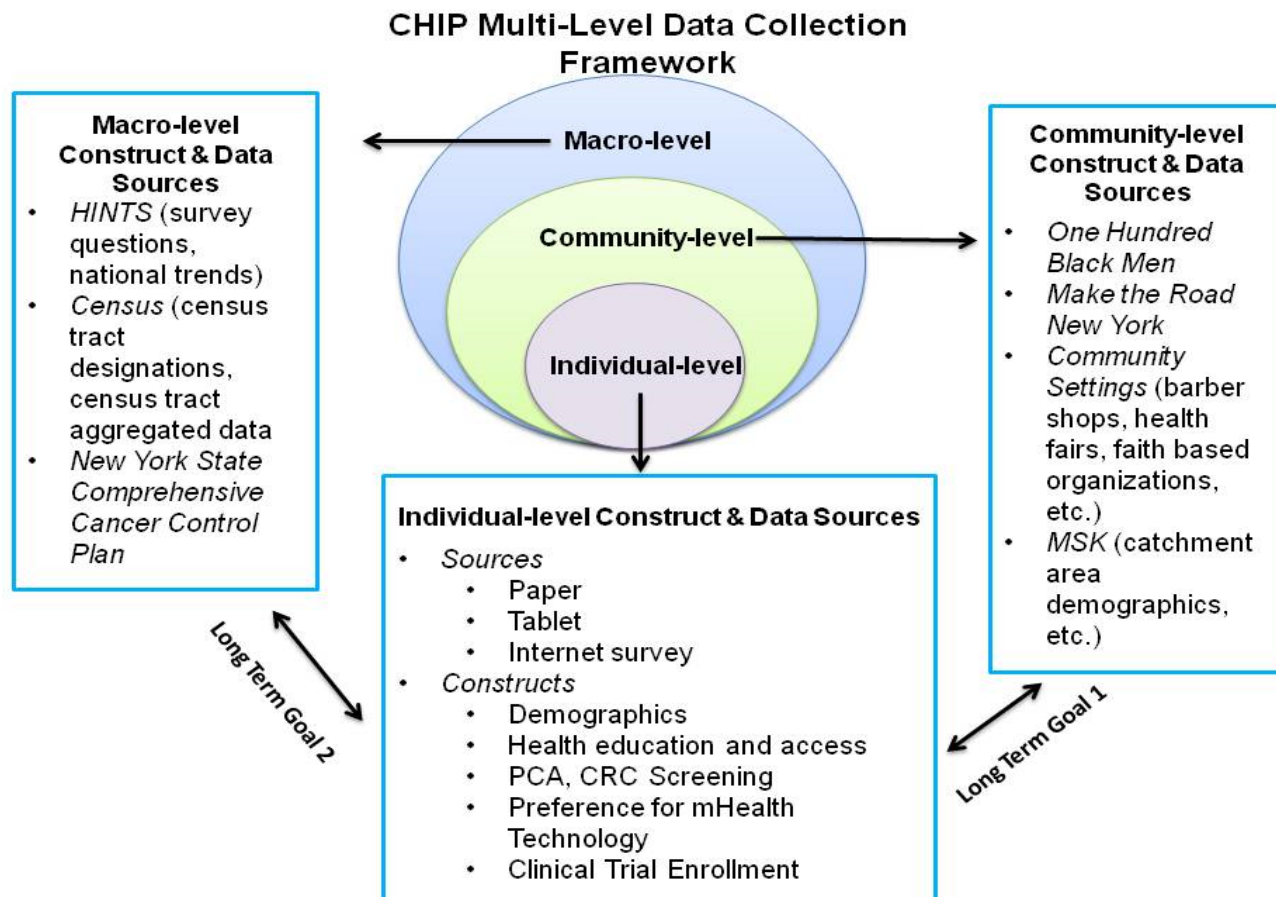 CHIP Multi-Level Data Collection
Framework
Macro-level
Construct & Data
Sources
• HINTS (survey
questions,
national trends)
• Census (census
tract
designations,
census tract
aggregated data
• New York State
Comprehensive
Cancer Control
Plan
Macro-level
Community-level
Individual-level
Community-level
Construct & Data
Sources
• One Hundred
Black Men
• Make the Road
New York
• Community
Settings (barber
shops, health
fairs, faith based
organizations,
etc.)
• MSK (catchment
area
demographics,
etc.)
Long Term Goal 2
Individual-level Construct & Data Sources
• Sources
• Paper
• Tablet
• Internet survey
• Constructs
• Demographics
• Health education and access
• PCA, CRC Screening
• Preference for mHealth
Technology
• Clinical Trial Enrollment
Long Term Goal 1